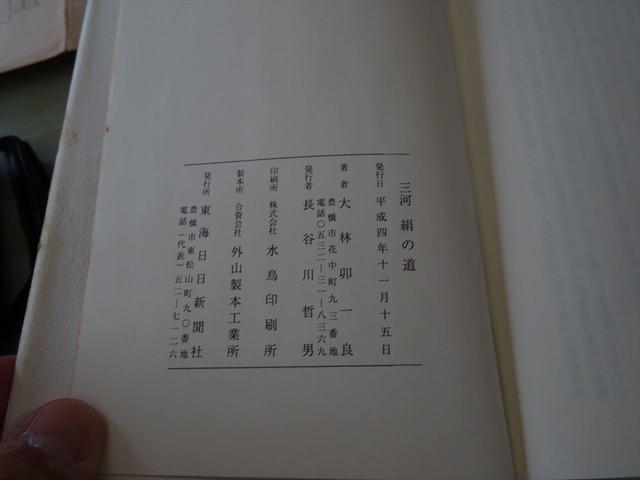 三河 絹の道
発行日 平成四年十一月十五日
著者 大林卯一良
豊橋市花中町九三番地
電話〇五三二―三一―八三六九
発行者 長谷川哲男
印刷所 株式会社 水鳥印刷所
製本所 合資会社 外山製本工業所
発行所 東海日日新聞社
豊橋市東松山町九〇番地
電話(代表)五二―七一二六